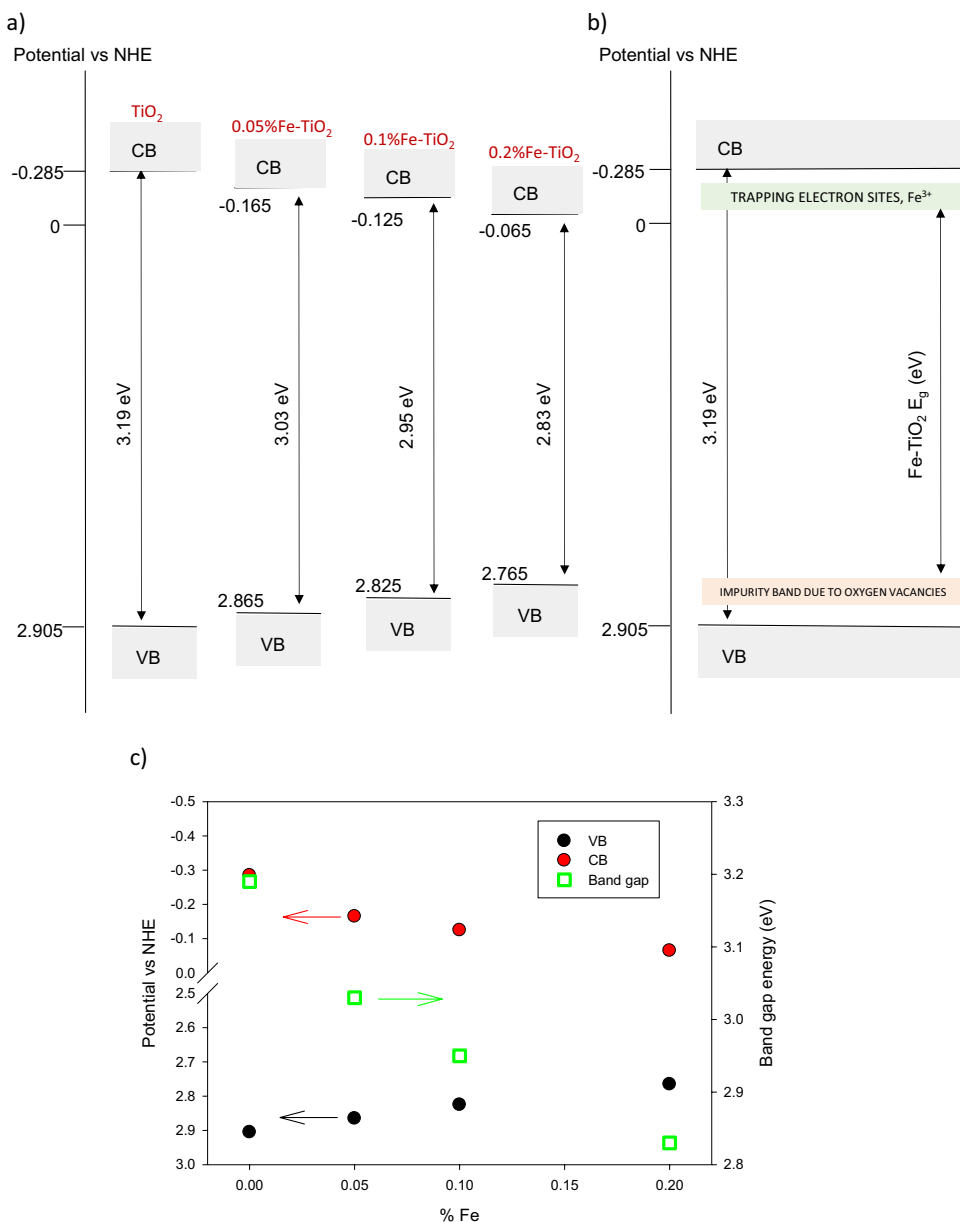 a)
Potential vs NHE
TiO₂
0.05%Fe-TiO₂
0.1%Fe-TiO₂
0.2%Fe-TiO₂
CB
CB
CB
CB
-0.285
-0.165
-0.125
-0.065
0
3.19 eV
3.03 eV
2.95 eV
2.83 eV
2.865
2.825
2.765
2.905
VB
VB
VB
VB
b)
Potential vs NHE
CB
-0.285
TRAPPING ELECTRON SITES, Fe³⁺
0
3.19 eV
Fe-TiO₂ E_g (eV)
IMPURITY BAND DUE TO OXYGEN VACANCIES
2.905
VB
c)
Potential vs NHE
-0.5
-0.4
-0.3
-0.2
-0.1
0.0
2.5
2.6
2.7
2.8
2.9
3.0
VB
CB
Band gap
3.3
3.2
3.1
3.0
2.9
2.8
Band gap energy (eV)
0.00
0.05
0.10
0.15
0.20
% Fe